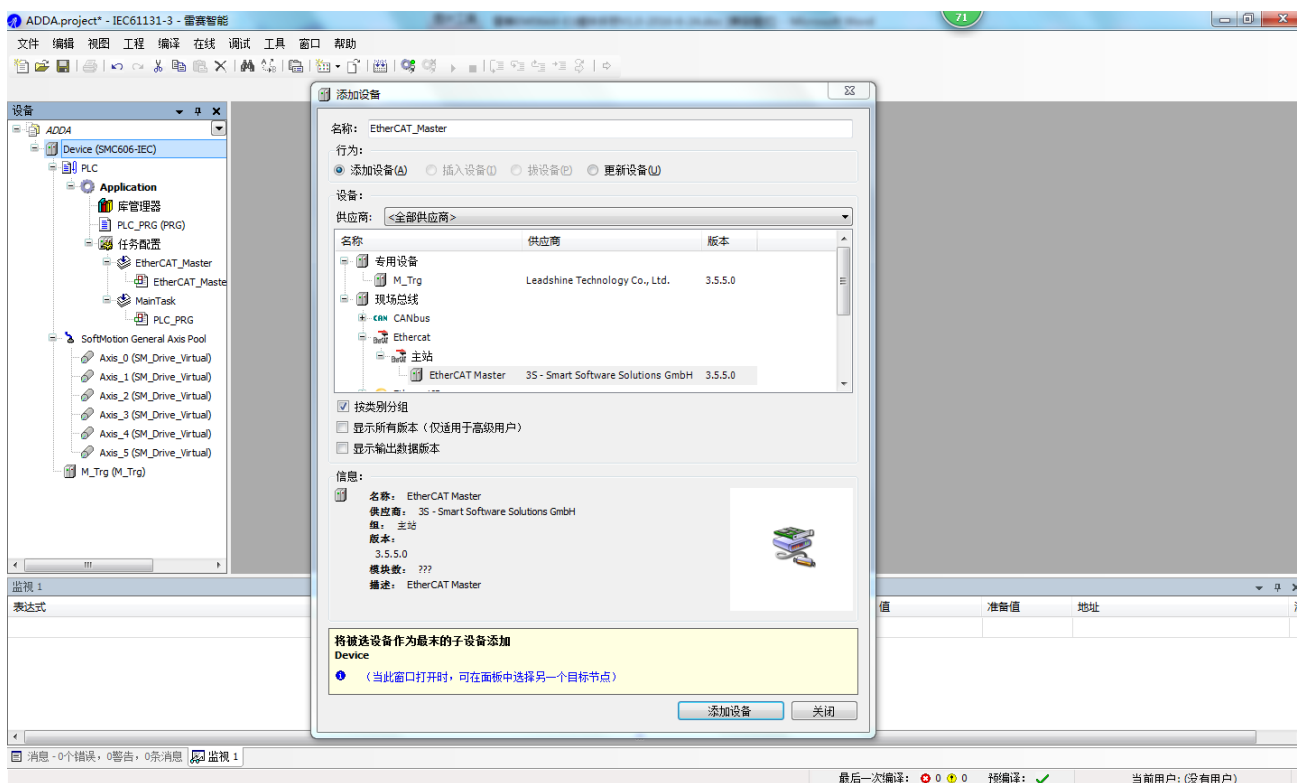 ADDA.project* - IEC61131-3 - 雷赛智能
71
文件 编辑 视图 工程 编译 在线 调试 工具 窗口 帮助
设备
ADDA
Device (SMC606-IEC)
PLC
Application
库管理器
PLC_PRG (PRG)
任务配置
EtherCAT_Master
EtherCAT_Maste
MainTask
PLC_PRG
SoftMotion General Axis Pool
Axis_0 (SM_Drive_Virtual)
Axis_1 (SM_Drive_Virtual)
Axis_2 (SM_Drive_Virtual)
Axis_3 (SM_Drive_Virtual)
Axis_4 (SM_Drive_Virtual)
Axis_5 (SM_Drive_Virtual)
M_Trg (M_Trg)
添加设备
名称: EtherCAT_Master
行为:
添加设备(A) 插入设备(I) 拔设备(P) 更新设备(U)
设备:
供应商: <全部供应商>
名称 供应商 版本
专用设备
M_Trg Leadshine Technology Co., Ltd. 3.5.5.0
现场总线
CAN CANbus
Ethercat
主站
EtherCAT Master 3S - Smart Software Solutions GmbH 3.5.5.0
按类别分组
显示所有版本（仅适用于高级用户）
显示输出数据版本
信息:
名称: EtherCAT Master
供应商: 3S - Smart Software Solutions GmbH
组: 主站
版本:
3.5.5.0
模块数: ???
描述: EtherCAT Master
将被选设备作为最末的子设备添加
Device
（当此窗口打开时，可在面板中选择另一个目标节点）
添加设备 关闭
监视 1
表达式 值 准备值 地址
消息 - 0个错误，0警告，0条消息 监视 1
最后一次编译: 0 0 预编译: 当前用户: (没有用户)